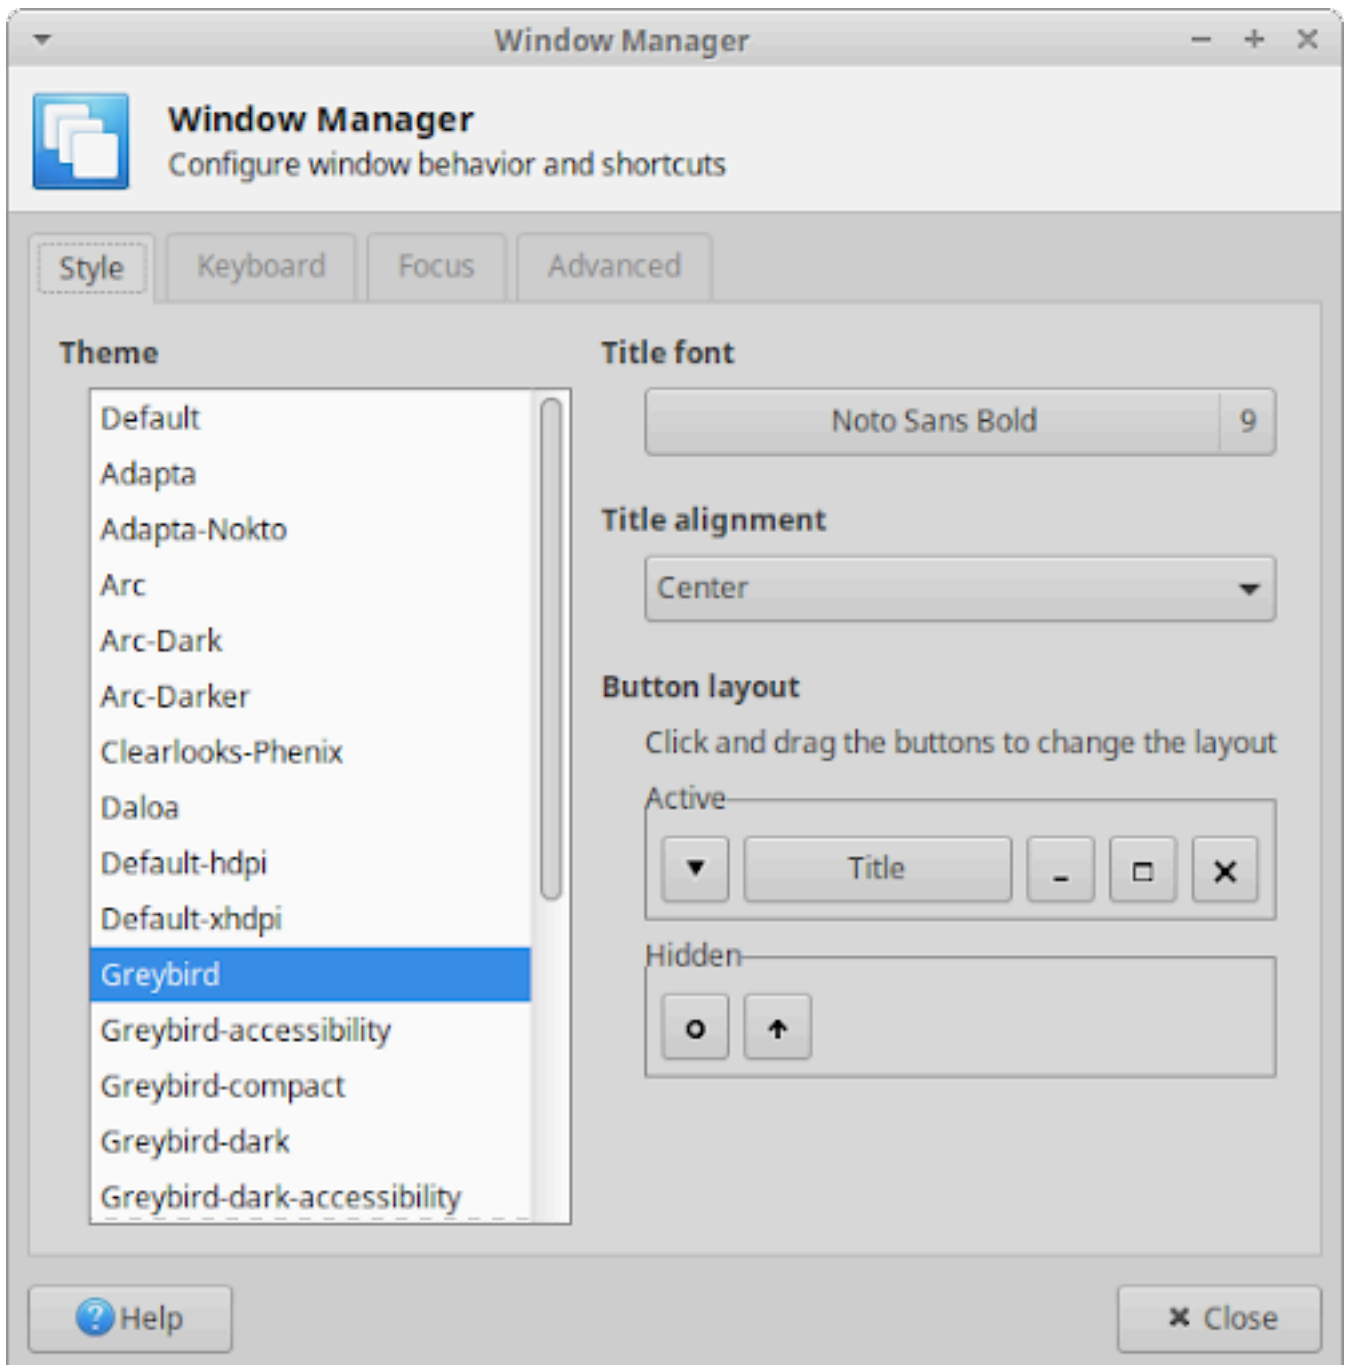 Window Manager
Window Manager
Configure window behavior and shortcuts
Style
Keyboard
Focus
Advanced
Theme
Default
Adapta
Adapta-Nokto
Arc
Arc-Dark
Arc-Darker
Clearlooks-Phenix
Daloa
Default-hdpi
Default-xhdpi
Greybird
Greybird-accessibility
Greybird-compact
Greybird-dark
Greybird-dark-accessibility
Title font
Noto Sans Bold 9
Title alignment
Center
Button layout
Click and drag the buttons to change the layout
Active
Title
Hidden
Help
Close